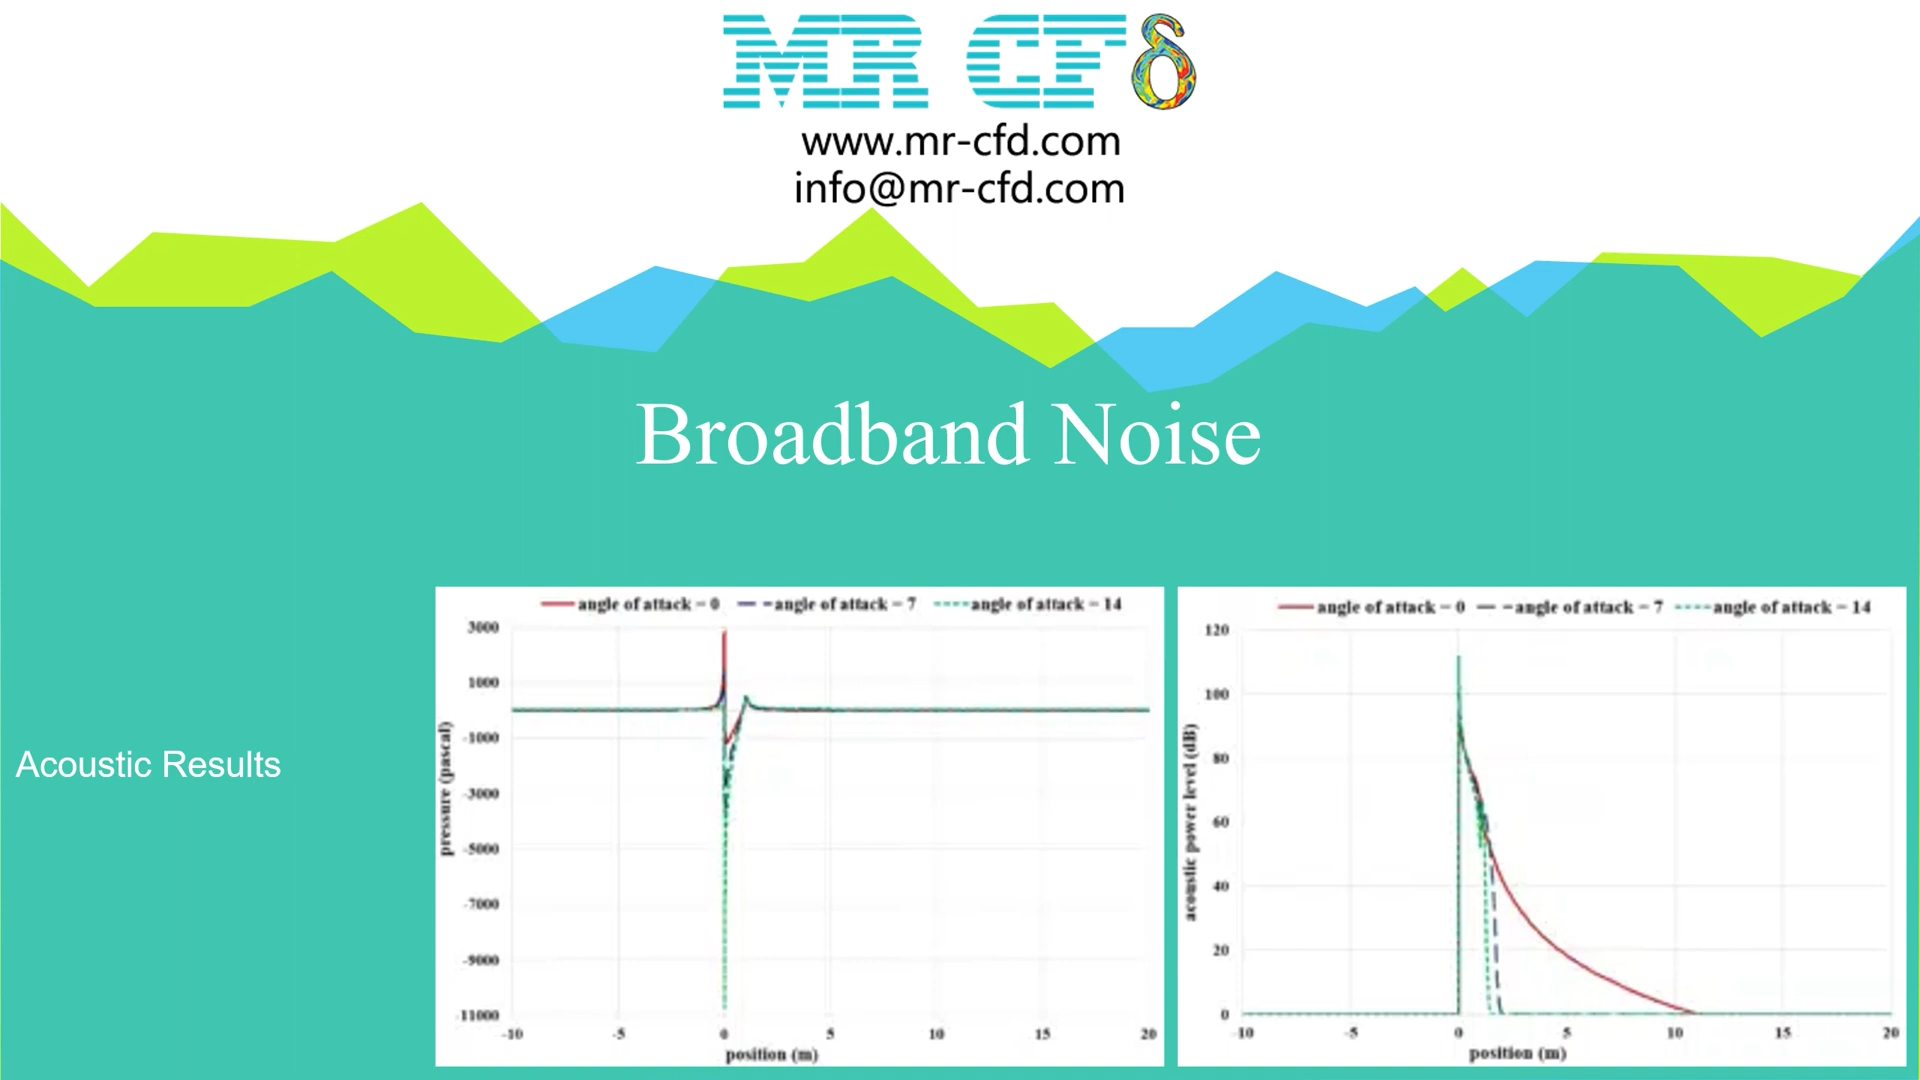 MR CFδ
www.mr-cfd.com
info@mr-cfd.com
Broadband Noise
Acoustic Results
angle of attack = 0 angle of attack = 7 angle of attack = 14
3000
1000
-1000
-3000
-5000
-7000
-9000
-11000
pressure (pascal)
-10 -5 0 5 10 15 20
position (m)
angle of attack = 0 angle of attack = 7 angle of attack = 14
120
100
80
60
40
20
0
acoustic power level (dB)
-10 -5 0 5 10 15 20
position (m)